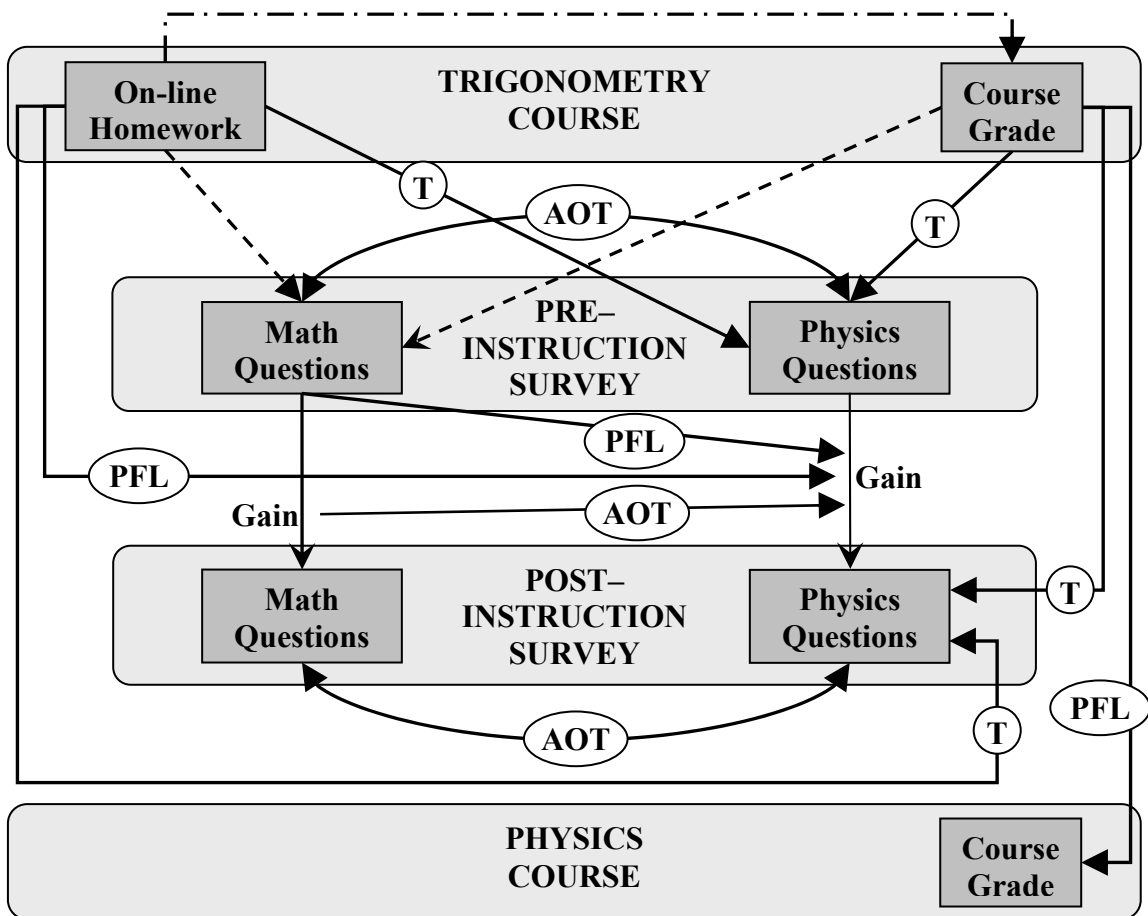 On-line
Homework
TRIGONOMETRY
COURSE
Course
Grade
T
AOT
T
Math
Questions
PRE–
INSTRUCTION
SURVEY
Physics
Questions
PFL
PFL
Gain
Gain
AOT
Math
Questions
POST–
INSTRUCTION
SURVEY
Physics
Questions
T
AOT
T
PFL
PHYSICS
COURSE
Course
Grade